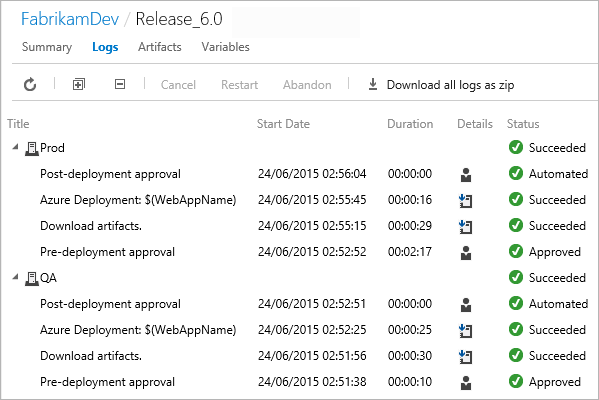 FabrikamDev / Release_6.0
Summary Logs Artifacts Variables
Cancel Restart Abandon Download all logs as zip
Title Start Date Duration Details Status
Prod Succeeded
Post-deployment approval 24/06/2015 02:56:04 00:00:00 Automated
Azure Deployment: $(WebAppName) 24/06/2015 02:55:45 00:00:16 Succeeded
Download artifacts. 24/06/2015 02:55:15 00:00:29 Succeeded
Pre-deployment approval 24/06/2015 02:52:52 00:02:17 Approved
QA Succeeded
Post-deployment approval 24/06/2015 02:52:51 00:00:00 Automated
Azure Deployment: $(WebAppName) 24/06/2015 02:52:25 00:00:25 Succeeded
Download artifacts. 24/06/2015 02:51:56 00:00:30 Succeeded
Pre-deployment approval 24/06/2015 02:51:38 00:00:10 Approved